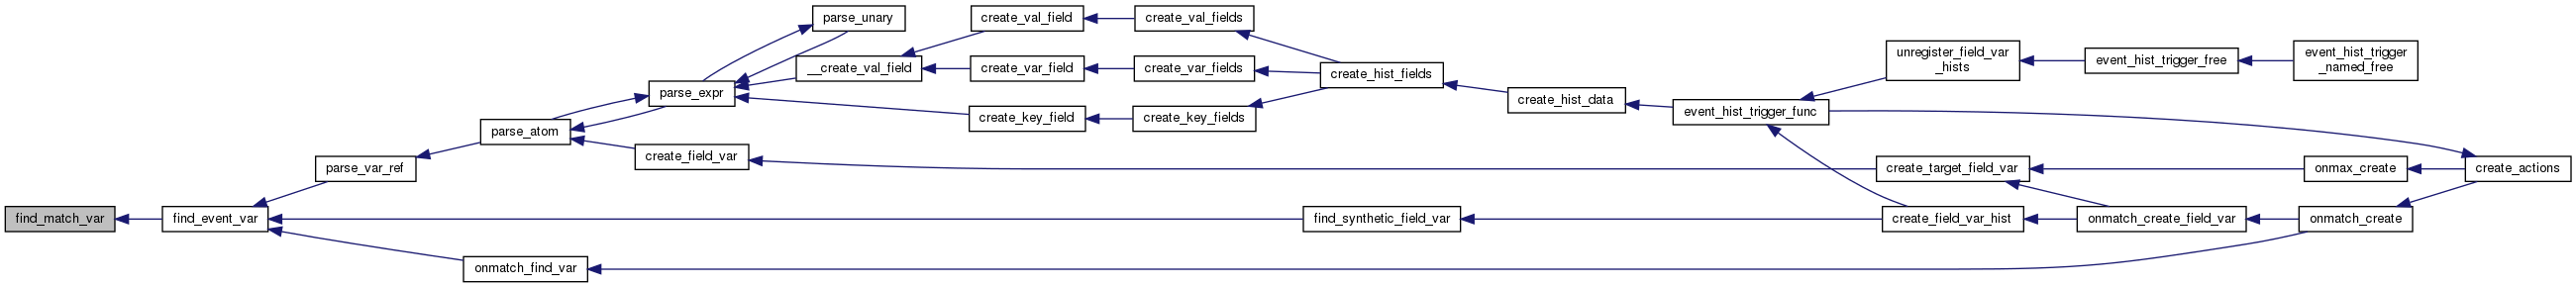 find_match_var
find_event_var
parse_var_ref
onmatch_find_var
parse_atom
parse_expr
create_field_var
parse_unary
__create_val_field
create_val_field
create_var_field
create_key_field
create_val_fields
create_var_fields
create_key_fields
create_hist_fields
find_synthetic_field_var
create_hist_data
event_hist_trigger_func
unregister_field_var
_hists
create_target_field_var
create_field_var_hist
event_hist_trigger_free
onmatch_create_field_var
event_hist_trigger
_named_free
onmax_create
onmatch_create
create_actions